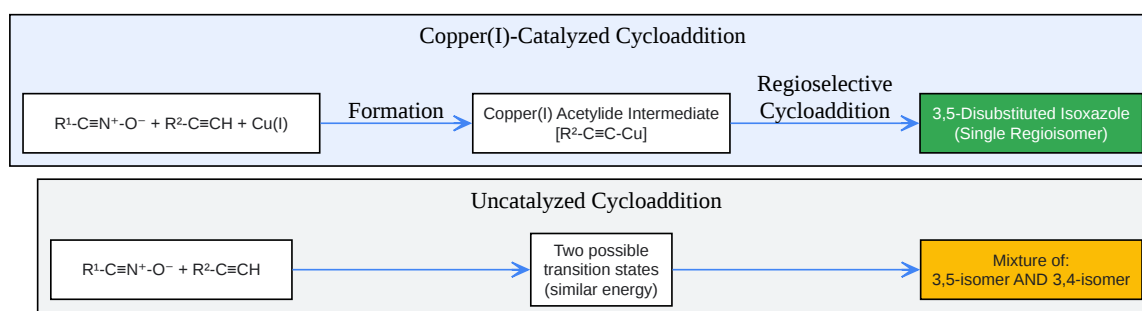 Copper(I)-Catalyzed Cycloaddition
R¹-C≡N⁺-O⁻ + R²-C≡CH + Cu(I)
Formation
Copper(I) Acetylide Intermediate
[R²-C≡C-Cu]
Regioselective
Cycloaddition
3,5-Disubstituted Isoxazole
(Single Regioisomer)
Uncatalyzed Cycloaddition
R¹-C≡N⁺-O⁻ + R²-C≡CH
Two possible
transition states
(similar energy)
Mixture of:
3,5-isomer AND 3,4-isomer